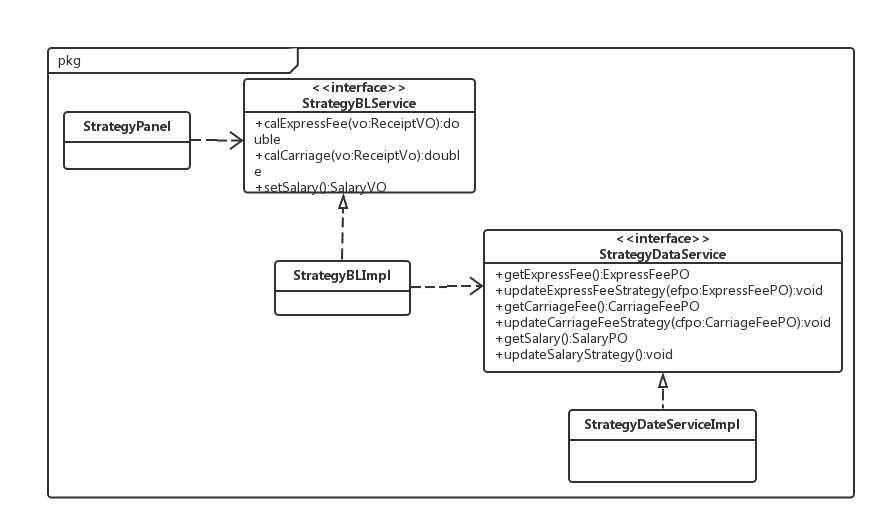 pkg
<<interface>>
StrategyBLService
+calExpressFee(vo:ReceiptVO):do
uble
+calCarriage(vo:ReceiptVo):doubl
e
+setSalary():SalaryVO
StrategyPanel
StrategyBLImpl
<<interface>>
StrategyDataService
+getExpressFee():ExpressFeePO
+updateExpressFeeStrategy(efpo:ExpressFeePO):void
+getCarriageFee():CarriageFeePO
+updateCarriageFeeStrategy(cfpo:CarriageFeePO):void
+getSalary():SalaryPO
+updateSalaryStrategy():void
StrategyDateServiceImpl